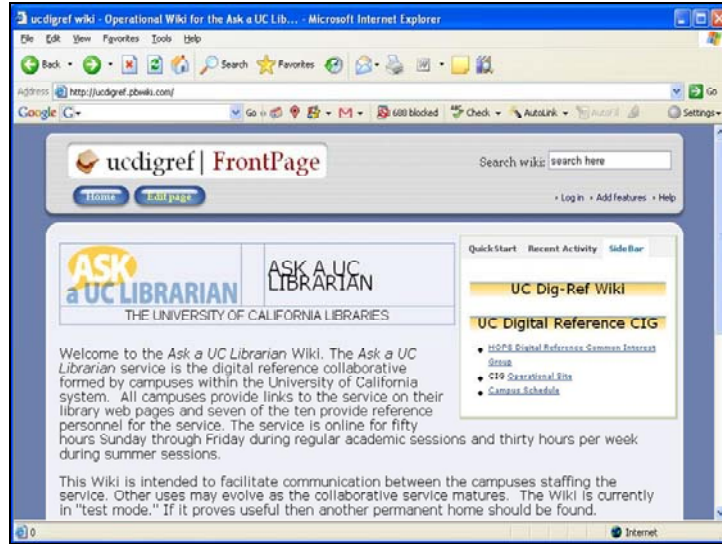 ucdigref wiki - Operational Wiki for the Ask a UC Lib... - Microsoft Internet Explorer
File Edit View Favorites Tools Help
Back Search Favorites
Address http://ucdigref.pbwiki.com/ Go
Google G Go 600 blocked Check AutoLink AutoFill Settings
ucdigref | FrontPage
Search wiki: search here
Home Edit page
Log in Add features Help
QuickStart Recent Activity SideBar
ASK
a UC LIBRARIAN
ASK A UC
LIBRARIAN
THE UNIVERSITY OF CALIFORNIA LIBRARIES
UC Dig-Ref Wiki
UC Digital Reference CIG
HOPS Digital Reference Common Interest
Group
CIG Operational Site
Campus Schedule
Welcome to the Ask a UC Librarian Wiki. The Ask a UC
Librarian service is the digital reference collaborative
formed by campuses within the University of California
system. All campuses provide links to the service on their
library web pages and seven of the ten provide reference
personnel for the service. The service is online for fifty
hours Sunday through Friday during regular academic sessions and thirty hours per week
during summer sessions.
This Wiki is intended to facilitate communication between the campuses staffing the
service. Other uses may evolve as the collaborative service matures. The Wiki is currently
in "test mode." If it proves useful then another permanent home should be found.
0 Internet